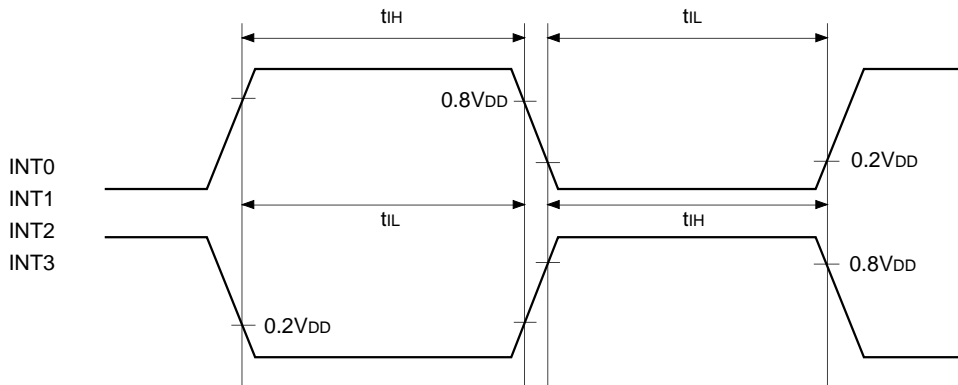 tIH
tIL
0.8VDD
INT0
0.2VDD
INT1
tIL
tIH
INT2
INT3
0.8VDD
0.2VDD